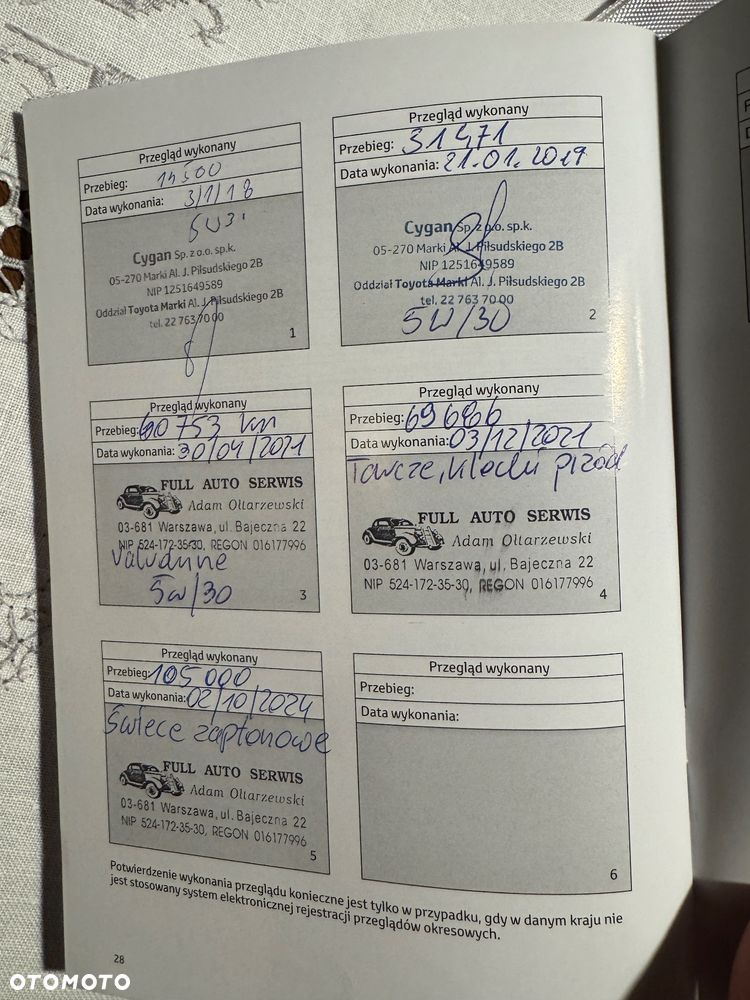 Przegląd wykonany
Przebieg: 14500
Data wykonania: 3/1/18
5W3
Cygan Sp. z o.o. sp.k.
05-270 Marki Al. J. Piłsudskiego 2B
NIP 1251649589
Oddział Toyota Marki Al. J. Piłsudskiego 2B
tel. 22 763 70 00
1
Przegląd wykonany
Przebieg: 31471
Data wykonania: 21.01.2019
Cygan Sp. z o.o. sp.k.
05-270 Marki Al. J. Piłsudskiego 2B
NIP 1251649589
Oddział Toyota Marki Al. J. Piłsudskiego 2B
tel. 22 763 70 00
5W/30
2
Przegląd wykonany
Przebieg: 60753 km
Data wykonania: 30/04/2021
FULL AUTO SERWIS
Adam Ołtarzewski
03-681 Warszawa, ul. Bajeczna 22
NIP 524-172-35-30, REGON 016177996
Valvanne
5W/30
3
Przegląd wykonany
Przebieg: 69686
Data wykonania: 03/12/2021
Tarcze, klocki przód
FULL AUTO SERWIS
Adam Ołtarzewski
03-681 Warszawa, ul, Bajeczna 22
NIP 524-172-35-30, REGON 016177996
4
Przegląd wykonany
Przebieg: 105000
Data wykonania: 02/10/2024
Świece zapłonowe
FULL AUTO SERWIS
Adam Ołtarzewski
03-681 Warszawa, ul. Bajeczna 22
NIP 524-172-35-30, REGON 016177996
5
Przegląd wykonany
Przebieg:
Data wykonania:
6
Potwierdzenie wykonania przeglądu konieczne jest tylko w przypadku, gdy w danym kraju nie
jest stosowany system elektronicznej rejestracji przeglądów okresowych.
28
OTOMOTO